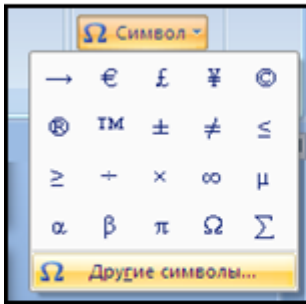 Ω Символ
→ € £ ¥ ©
® ™ ± ≠ ≤
≥ ÷ × ∞ µ
α β π Ω ∑
Ω Другие символы...